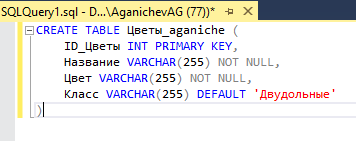 SQLQuery1.sql - D...\AganichevAG (77))*
CREATE TABLE Цветы_aganiche (
ID_Цветы INT PRIMARY KEY,
Название VARCHAR(255) NOT NULL,
Цвет VARCHAR(255) NOT NULL,
Класс VARCHAR(255) DEFAULT 'Двудольные'
)